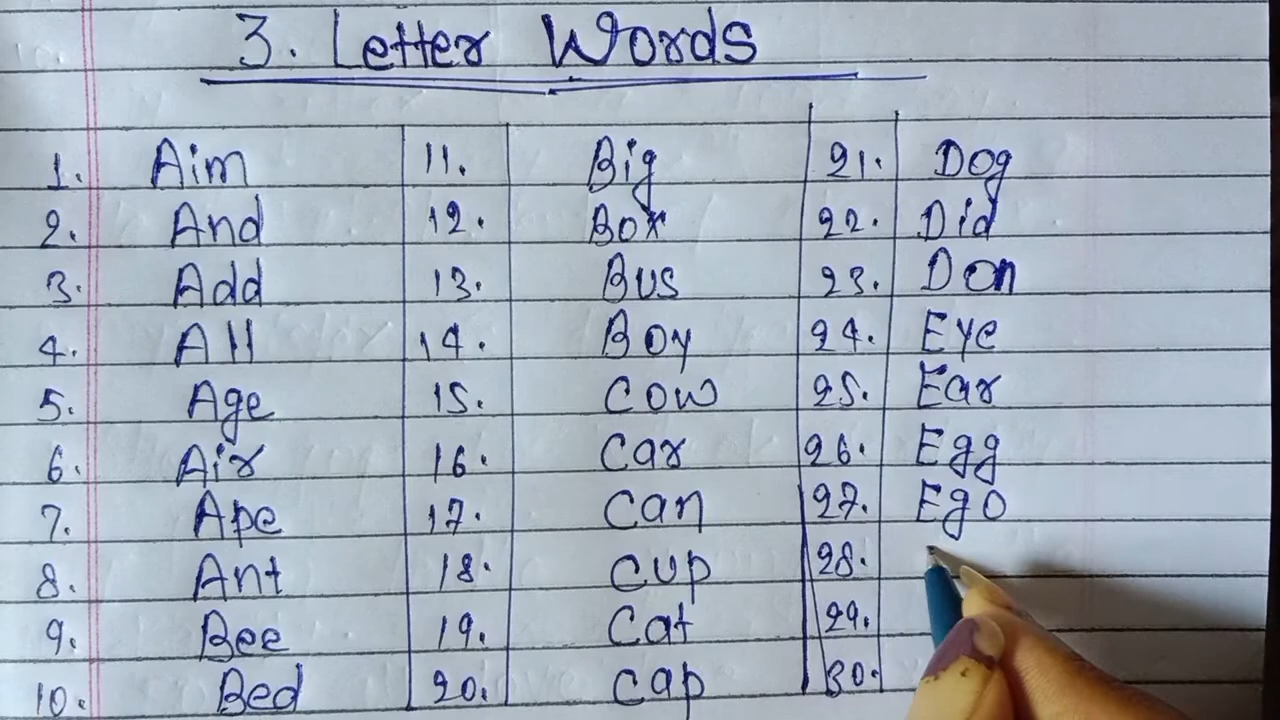 3. Letter Words
1. Aim 11. Big 21. Dog
2. And 12. Box 22. Did
3. Add 13. Bus 23. Don
4. All 14. Boy 24. Eye
5. Age 15. Cow 25. Ear
6. Air 16. Car 26. Egg
7. Ape 17. Can 27. Ego
8. Ant 18. Cup 28.
9. Bee 19. Cat 29.
10. Bed 20. Cap 30.